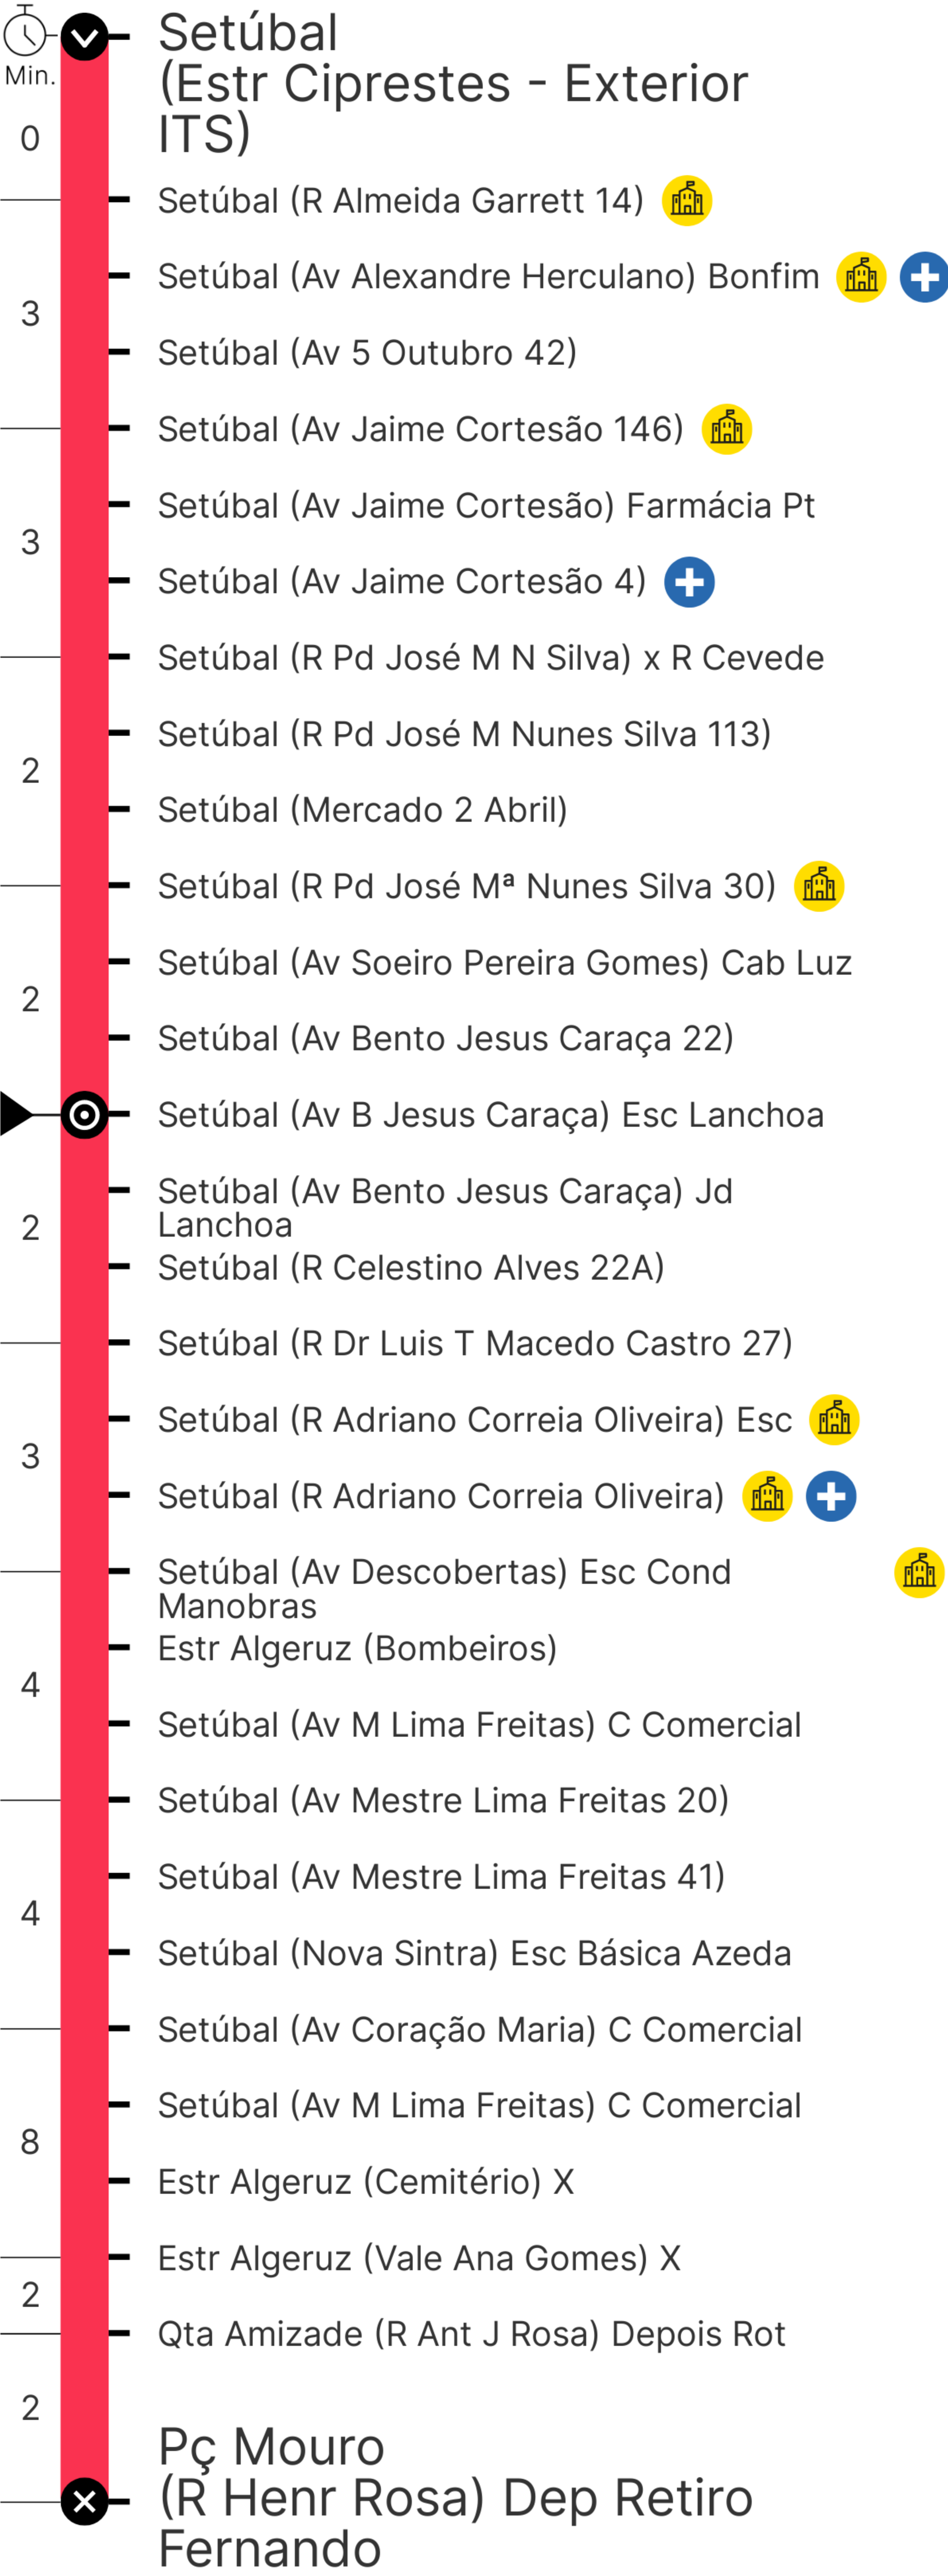 Setúbal
(Estr Ciprestes - Exterior
ITS)
Min.
0
Setúbal (R Almeida Garrett 14)
Setúbal (Av Alexandre Herculano) Bonfim
3
Setúbal (Av 5 Outubro 42)
Setúbal (Av Jaime Cortesão 146)
Setúbal (Av Jaime Cortesão) Farmácia Pt
3
Setúbal (Av Jaime Cortesão 4)
Setúbal (R Pd José M N Silva) x R Cevede
Setúbal (R Pd José M Nunes Silva 113)
2
Setúbal (Mercado 2 Abril)
Setúbal (R Pd José Mª Nunes Silva 30)
Setúbal (Av Soeiro Pereira Gomes) Cab Luz
2
Setúbal (Av Bento Jesus Caraça 22)
Setúbal (Av B Jesus Caraça) Esc Lanchoa
Setúbal (Av Bento Jesus Caraça) Jd
Lanchoa
2
Setúbal (R Celestino Alves 22A)
Setúbal (R Dr Luis T Macedo Castro 27)
Setúbal (R Adriano Correia Oliveira) Esc
3
Setúbal (R Adriano Correia Oliveira)
Setúbal (Av Descobertas) Esc Cond
Manobras
Estr Algeruz (Bombeiros)
4
Setúbal (Av M Lima Freitas) C Comercial
Setúbal (Av Mestre Lima Freitas 20)
Setúbal (Av Mestre Lima Freitas 41)
4
Setúbal (Nova Sintra) Esc Básica Azeda
Setúbal (Av Coração Maria) C Comercial
Setúbal (Av M Lima Freitas) C Comercial
8
Estr Algeruz (Cemitério) X
Estr Algeruz (Vale Ana Gomes) X
2
Qta Amizade (R Ant J Rosa) Depois Rot
2
Pç Mouro
(R Henr Rosa) Dep Retiro
Fernando